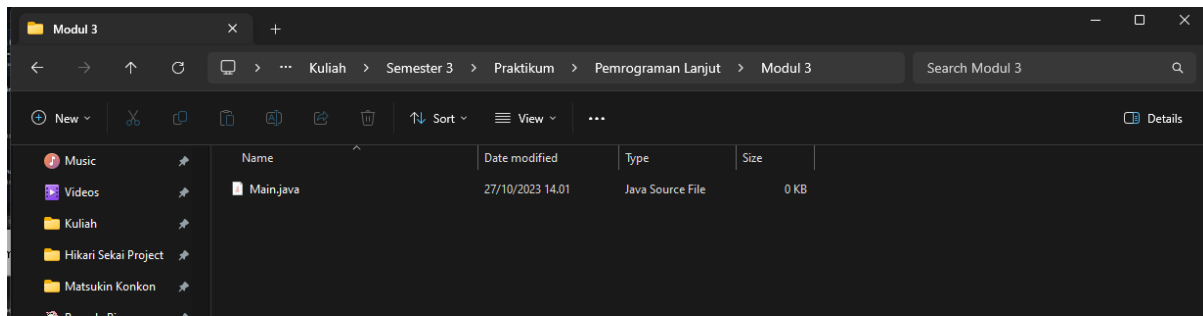 Modul 3
Kuliah > Semester 3 > Praktikum > Pemrograman Lanjut > Modul 3
Search Modul 3
New
Sort
View
Details
Name Date modified Type Size
Music
Main.java 27/10/2023 14.01 Java Source File 0 KB
Videos
Kuliah
Hikari Sekai Project
Matsukin Konkon